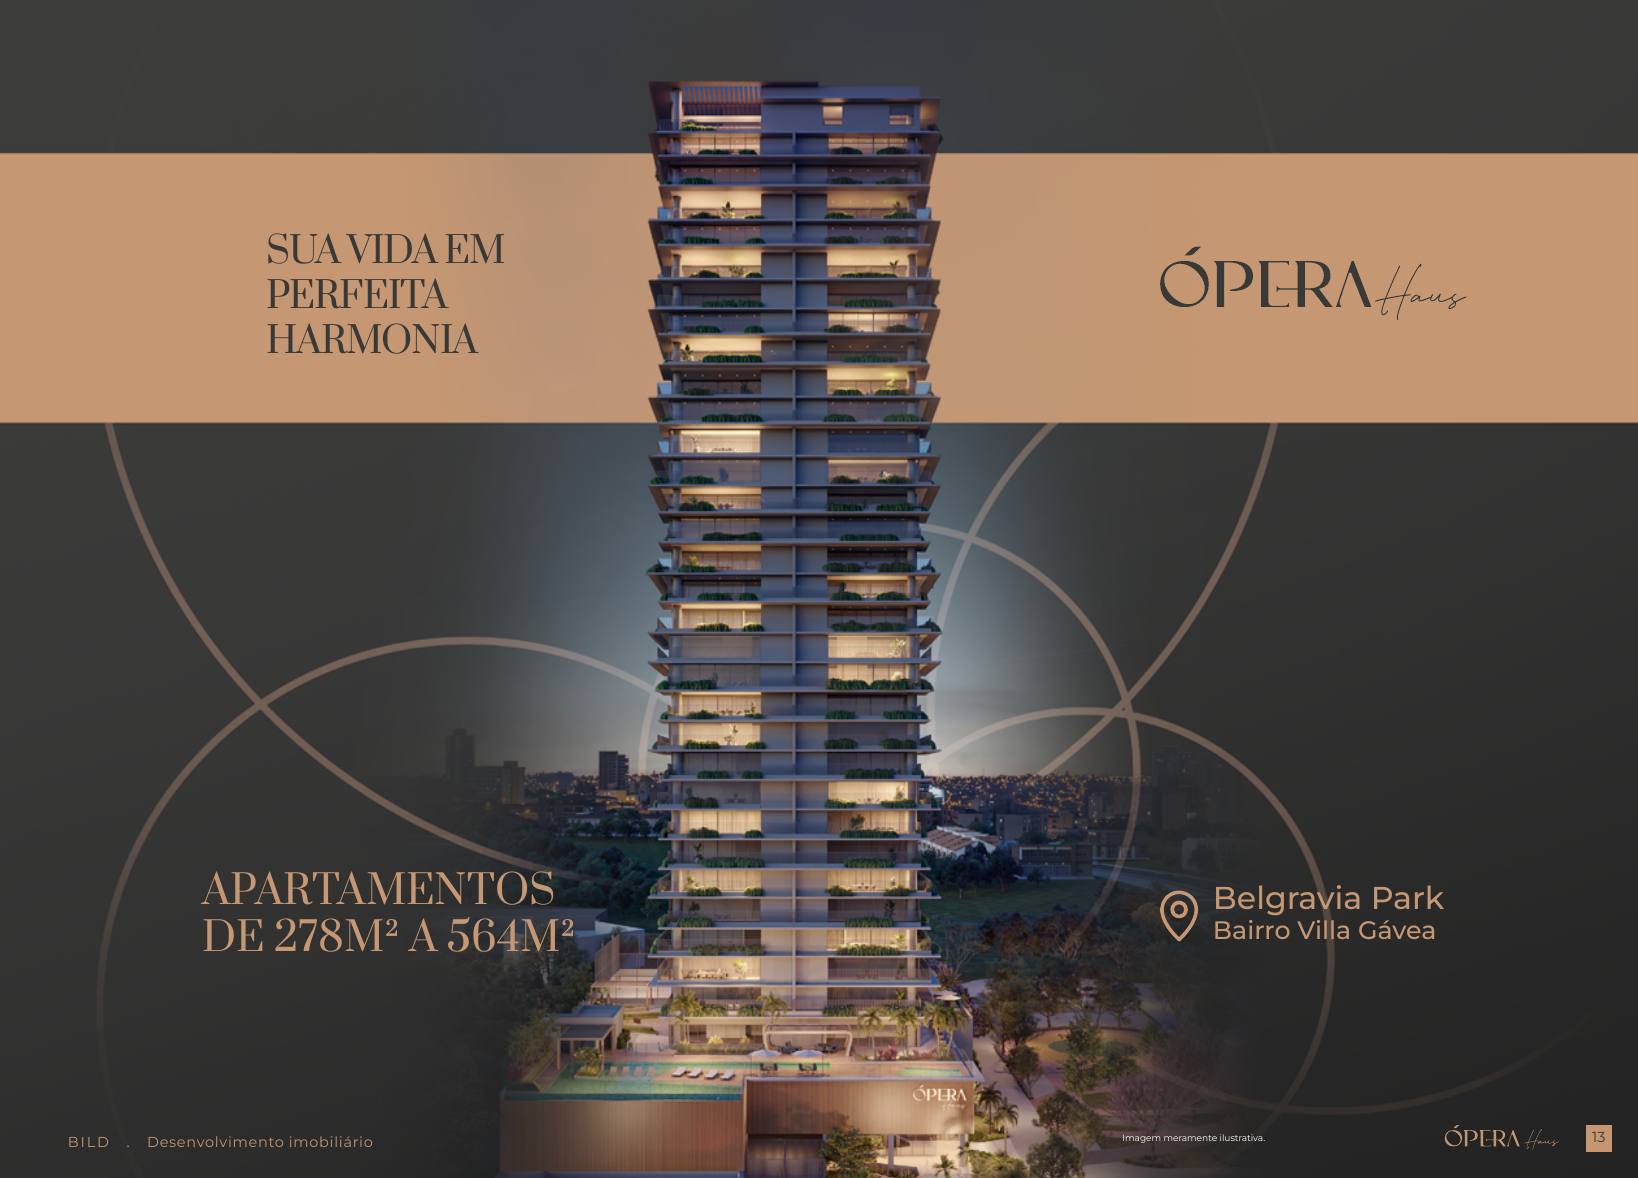 SUA VIDA EM
PERFEITA
HARMONIA
ÓPERA Haus
APARTAMENTOS
DE 278M² A 564M²
Belgravia Park
Bairro Villa Gávea
ÓPERA
Haus
BILD . Desenvolvimento imobiliário
Imagem meramente ilustrativa.
ÓPERA Haus
13